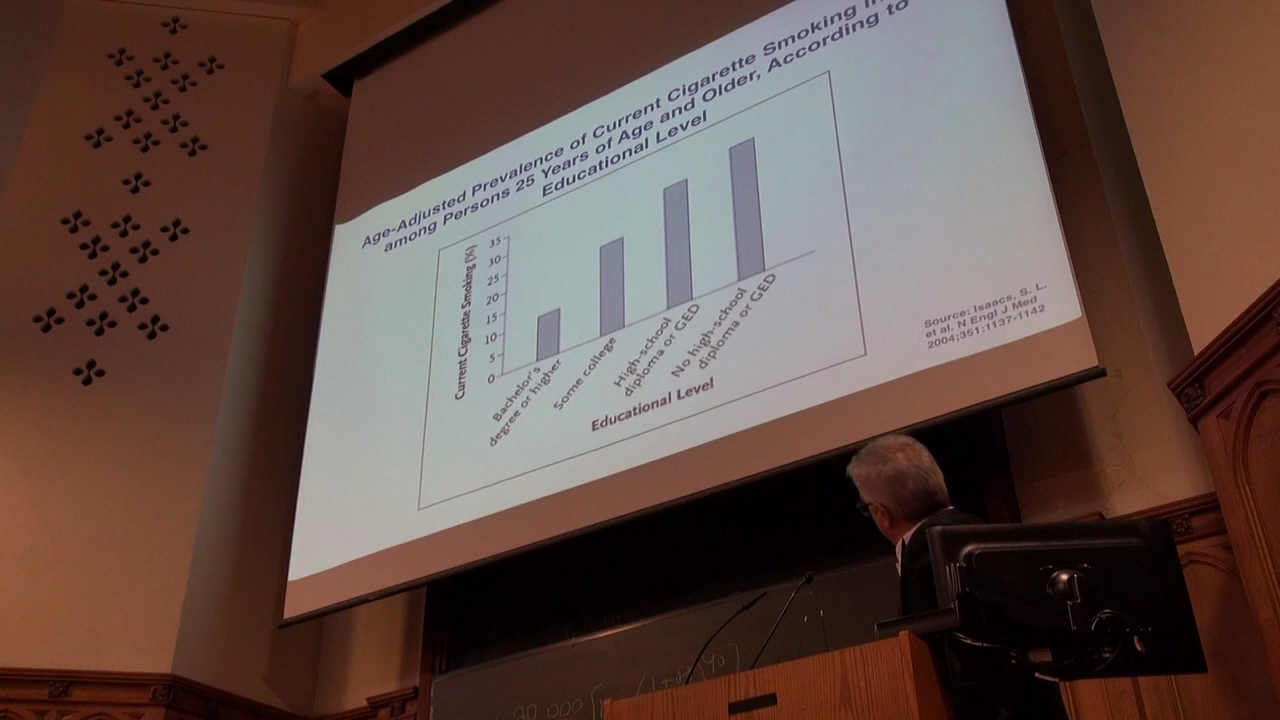 Age-Adjusted Prevalence of Current Cigarette Smoking in
among Persons 25 Years of Age and Older, According to
Educational Level
Current Cigarette Smoking (%)
35
30
25
20
15
10
5
0
Bachelor's
degree or higher
Some college
High-school
diploma or GED
No high-school
diploma or GED
Educational Level
Source: Isaacs, S. L.
et al. N Engl J Med
2004;351:1137-1142